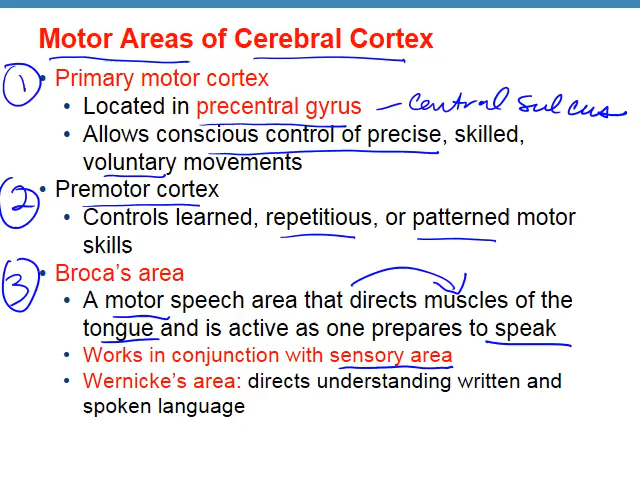 Motor Areas of Cerebral Cortex
1 • Primary motor cortex
• Located in precentral gyrus – central sulcus
• Allows conscious control of precise, skilled,
voluntary movements
2 • Premotor cortex
• Controls learned, repetitious, or patterned motor
skills
3 • Broca's area
• A motor speech area that directs muscles of the
tongue and is active as one prepares to speak
• Works in conjunction with sensory area
• Wernicke's area: directs understanding written and
spoken language